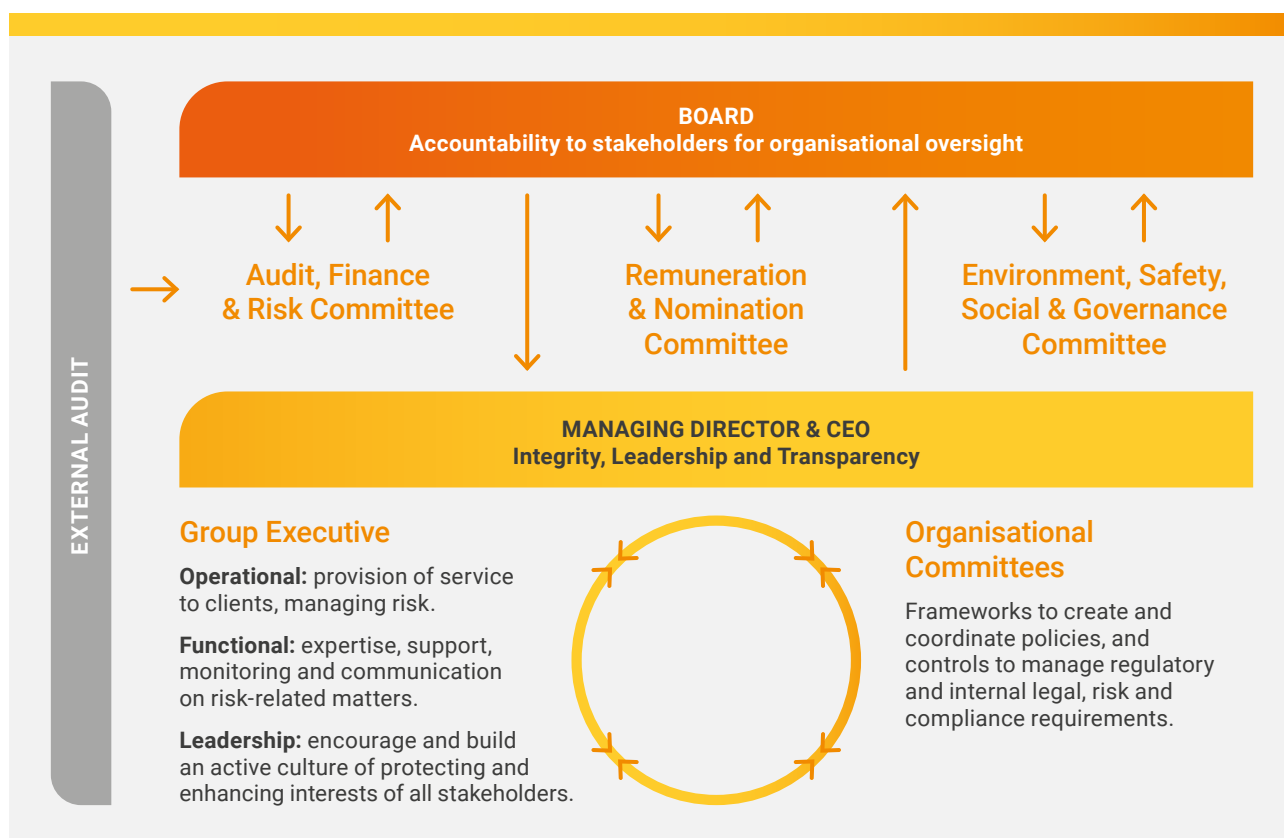 BOARD
Accountability to stakeholders for organisational oversight
Audit, Finance
& Risk Committee
Remuneration
& Nomination
Committee
Environment, Safety,
Social & Governance
Committee
EXTERNAL AUDIT
MANAGING DIRECTOR & CEO
Integrity, Leadership and Transparency
Group Executive
Operational: provision of service
to clients, managing risk.
Functional: expertise, support,
monitoring and communication
on risk-related matters.
Leadership: encourage and build
an active culture of protecting and
enhancing interests of all stakeholders.
Organisational
Committees
Frameworks to create and
coordinate policies, and
controls to manage regulatory
and internal legal, risk and
compliance requirements.